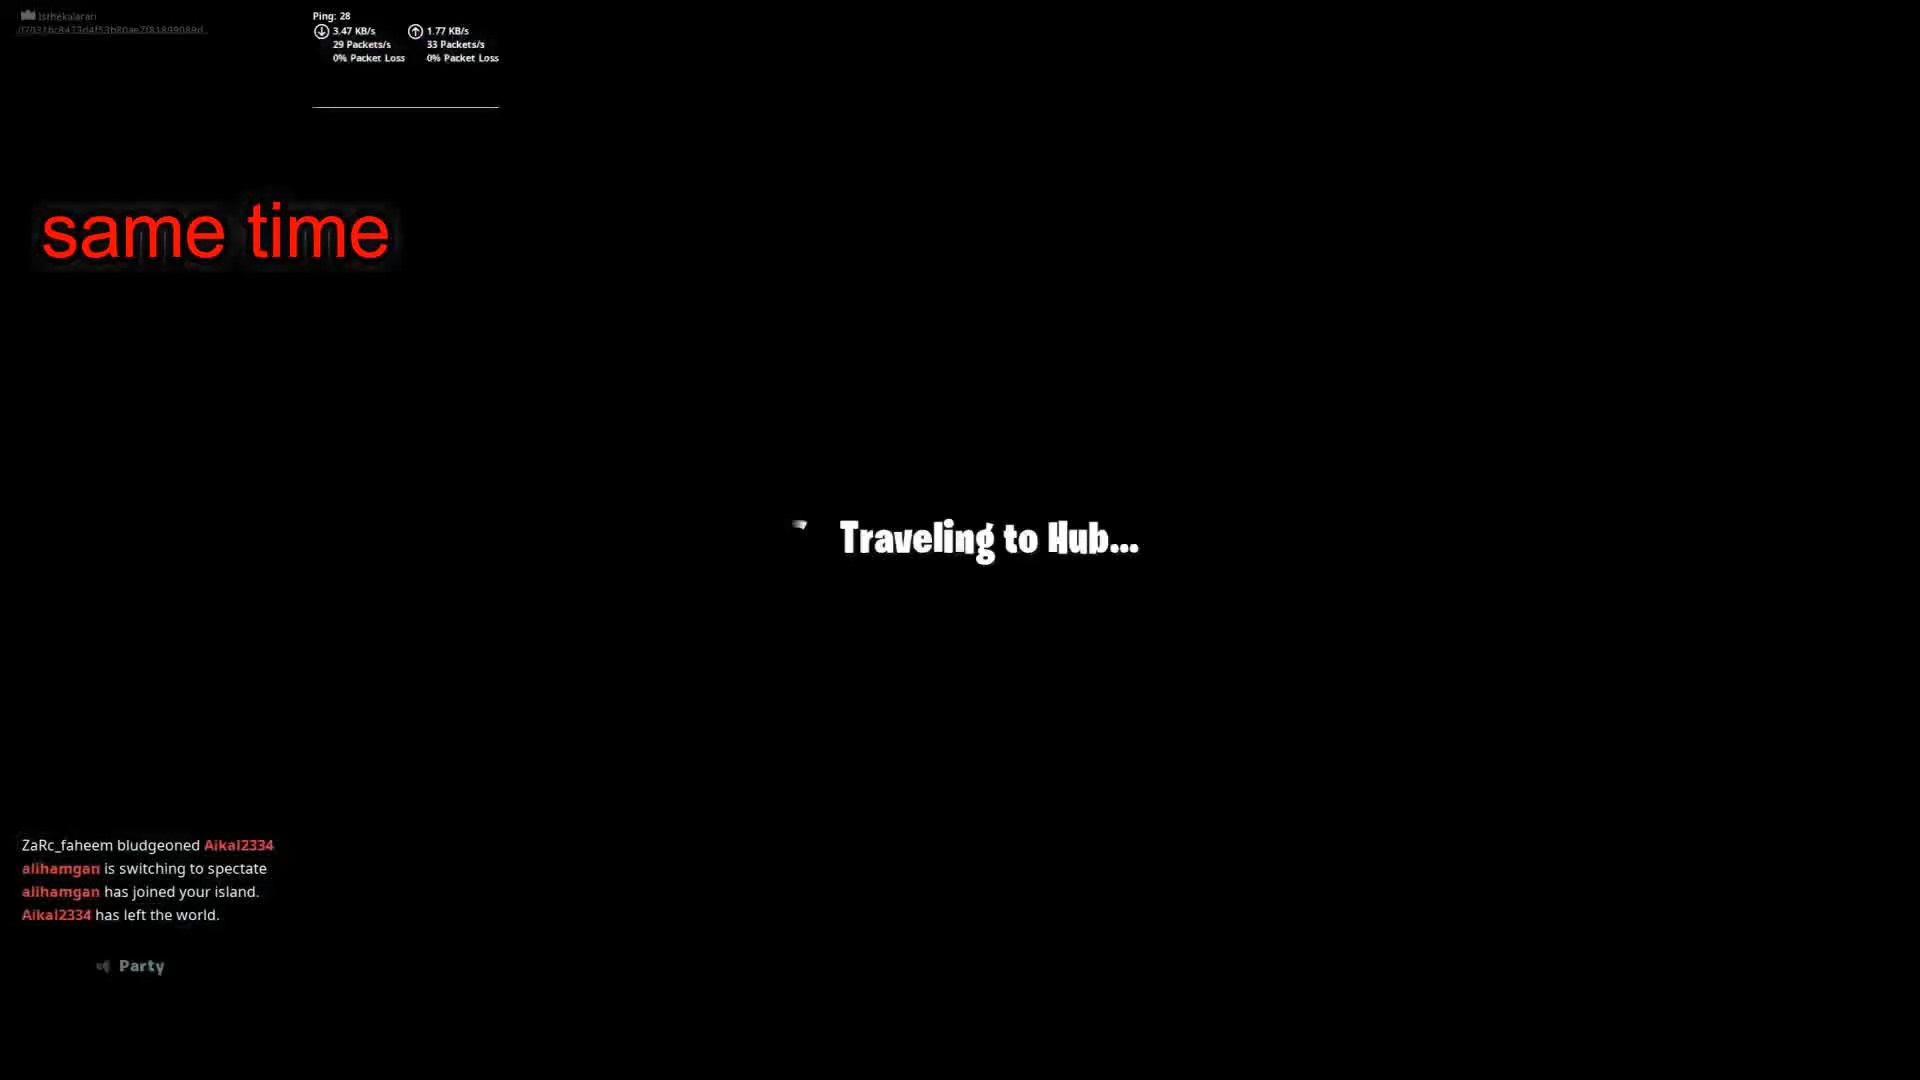 Ping: 28
3.47 KB/s 1.77 KB/s
29 Packets/s 33 Packets/s
0% Packet Loss 0% Packet Loss
same time
Traveling to Hub...
ZaRc_faheem bludgeoned Aikal2334
alihamgan is switching to spectate
alihamgan has joined your island.
Aikal2334 has left the world.
Party